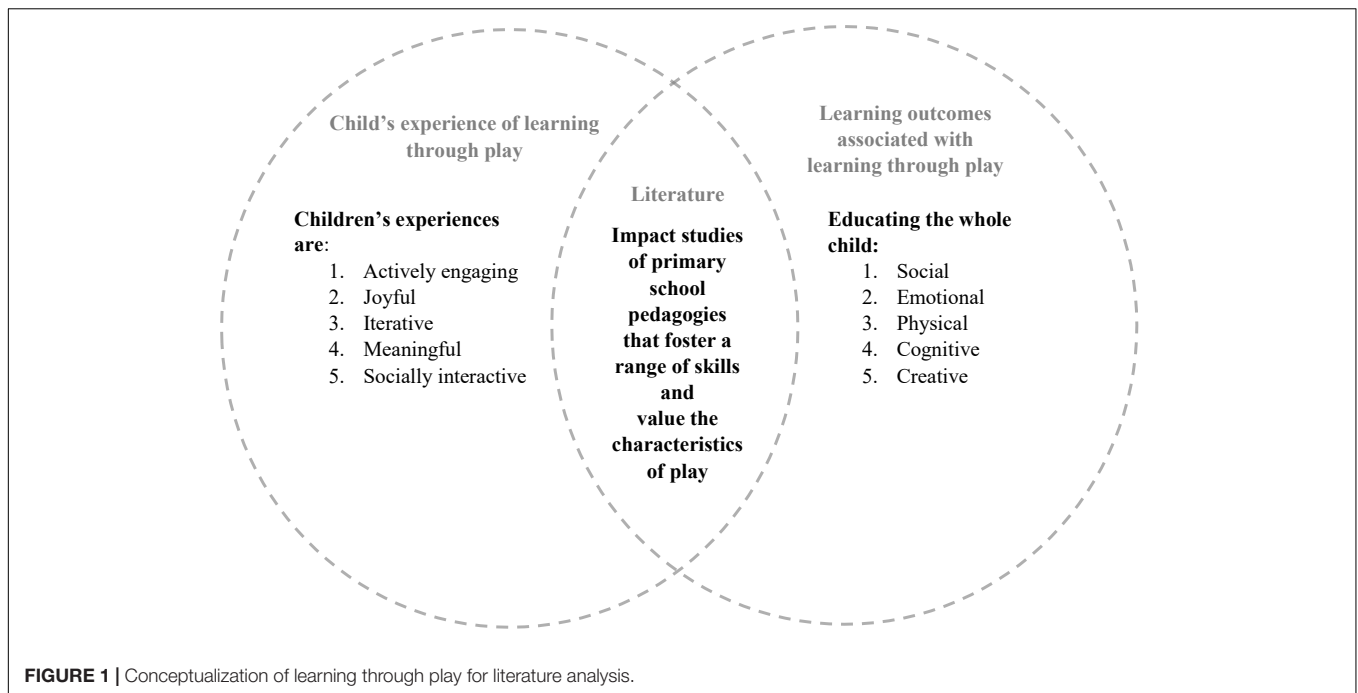 Child's experience of learning
through play
Children's experiences
are:
1. Actively engaging
2. Joyful
3. Iterative
4. Meaningful
5. Socially interactive
Literature
Impact studies
of primary
school
pedagogies
that foster a
range of skills
and
value the
characteristics
of play
Learning outcomes
associated with
learning through play
Educating the whole
child:
1. Social
2. Emotional
3. Physical
4. Cognitive
5. Creative
FIGURE 1 | Conceptualization of learning through play for literature analysis.